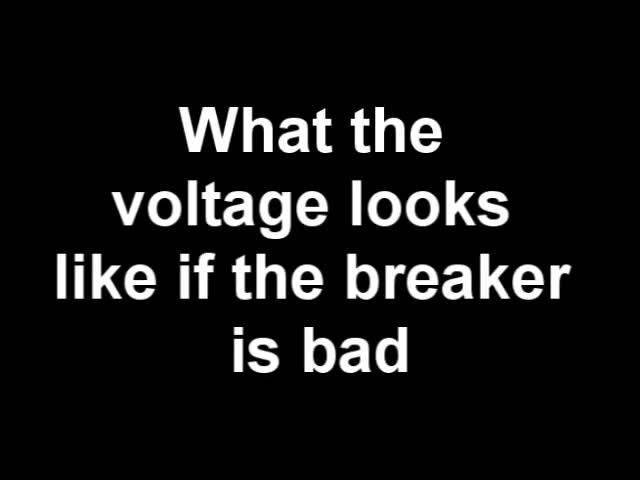 What the
voltage looks
like if the breaker
is bad